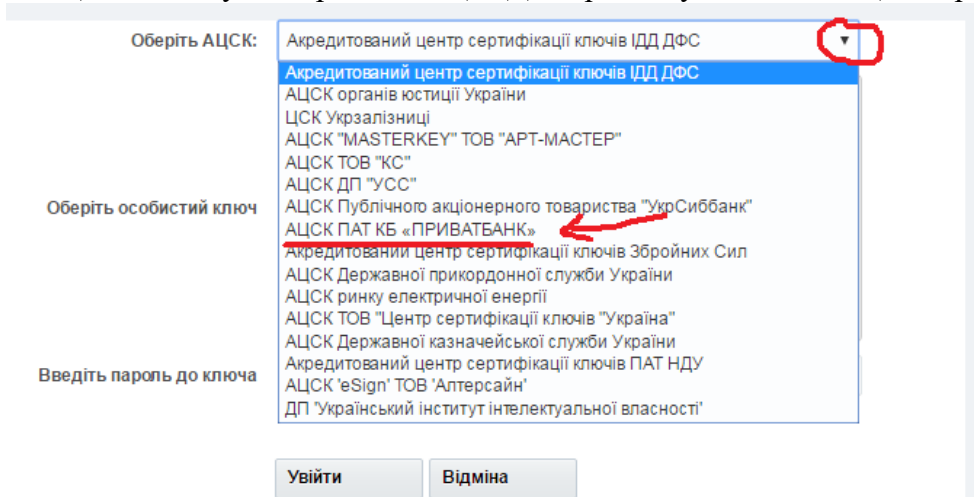 Оберіть АЦСК:
Акредитований центр сертифікації ключів ІДД ДФС
Акредитований центр сертифікації ключів ІДД ДФС
АЦСК органів юстиції України
ЦСК Укрзалізниці
АЦСК "MASTERKEY" ТОВ "АРТ-МАСТЕР"
АЦСК ТОВ "КС"
АЦСК ДП "УСС"
Оберіть особистий ключ
АЦСК Публічного акціонерного товариства "УкрСиббанк"
АЦСК ПАТ КБ «ПРИВАТБАНК»
Акредитований центр сертифікації ключів Збройних Сил
АЦСК Державної прикордонної служби України
АЦСК ринку електричної енергії
АЦСК ТОВ "Центр сертифікації ключів "Україна"
АЦСК Державної казначейської служби України
Введіть пароль до ключа
Акредитований центр сертифікації ключів ПАТ НДУ
АЦСК 'eSign' ТОВ 'Алтерсайн'
ДП 'Український інститут інтелектуальної власності'
Увійти
Відміна